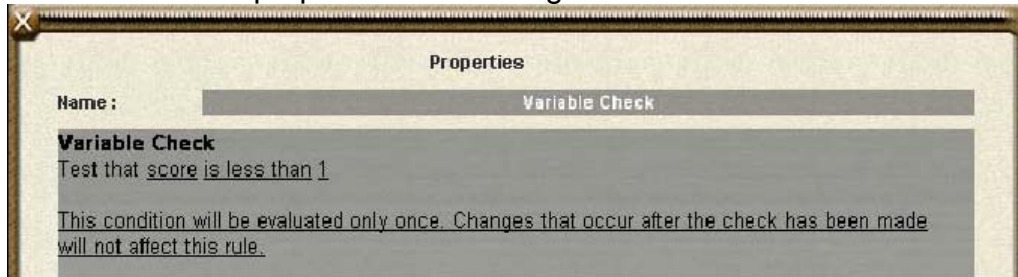 Properties
Name : Variable Check
Variable Check
Test that score is less than 1
This condition will be evaluated only once. Changes that occur after the check has been made
will not affect this rule.